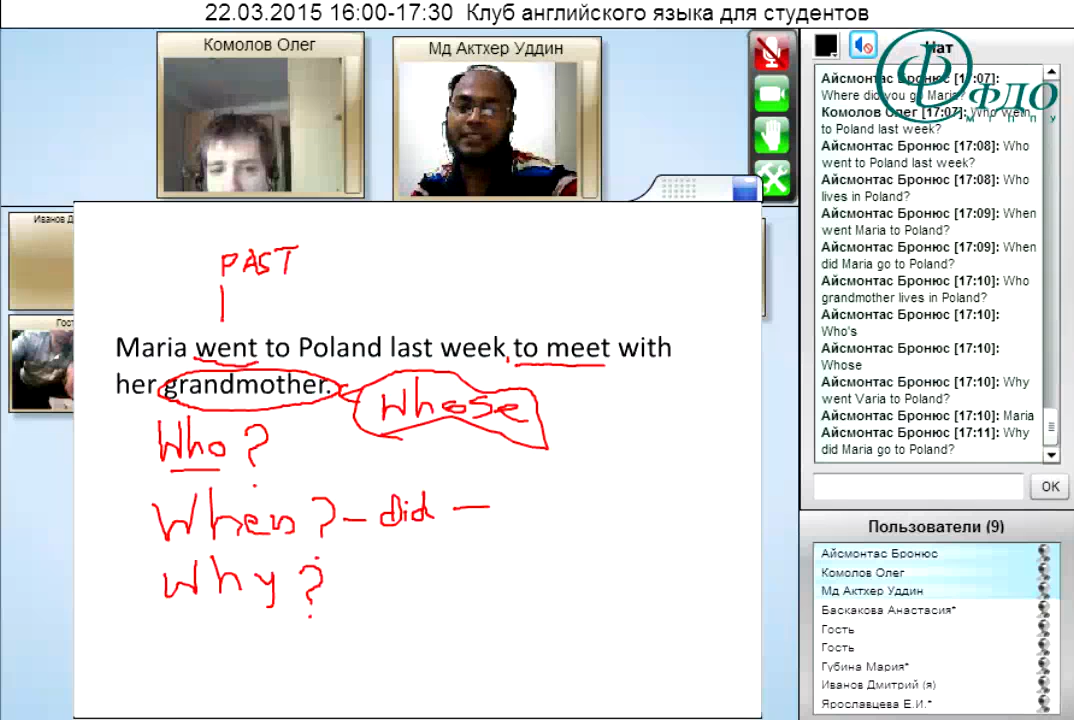 22.03.2015 16:00-17:30 Клуб английского языка для студентов
Комолов Олег
Мд Актхер Уддин
Иванов Д
Гост
PAST
Maria went to Poland last week to meet with
her grandmother.
Whose
Who ?
When ? – did –
Why ?
Чат
ФДО
МГППУ
Айсмонтас Бронюс [17:07]:
Where did you go Maria?
Комолов Олег [17:07]: Who wetn
to Poland last week?
Айсмонтас Бронюс [17:08]: Who
went to Poland last week?
Айсмонтас Бронюс [17:08]: Who
lives in Poland?
Айсмонтас Бронюс [17:09]: When
went Maria to Poland?
Айсмонтас Бронюс [17:09]: When
did Maria go to Poland?
Айсмонтас Бронюс [17:10]: Who
grandmother lives in Poland?
Айсмонтас Бронюс [17:10]:
Who's
Айсмонтас Бронюс [17:10]:
Whose
Айсмонтас Бронюс [17:10]: Why
went Varia to Poland?
Айсмонтас Бронюс [17:10]: Maria
Айсмонтас Бронюс [17:11]: Why
did Maria go to Poland?
OK
Пользователи (9)
Айсмонтас Бронюс
Комолов Олег
Мд Актхер Уддин
Баскакова Анастасия*
Гость
Гость
Губина Мария*
Иванов Дмитрий (я)
Ярославцева Е.И.*